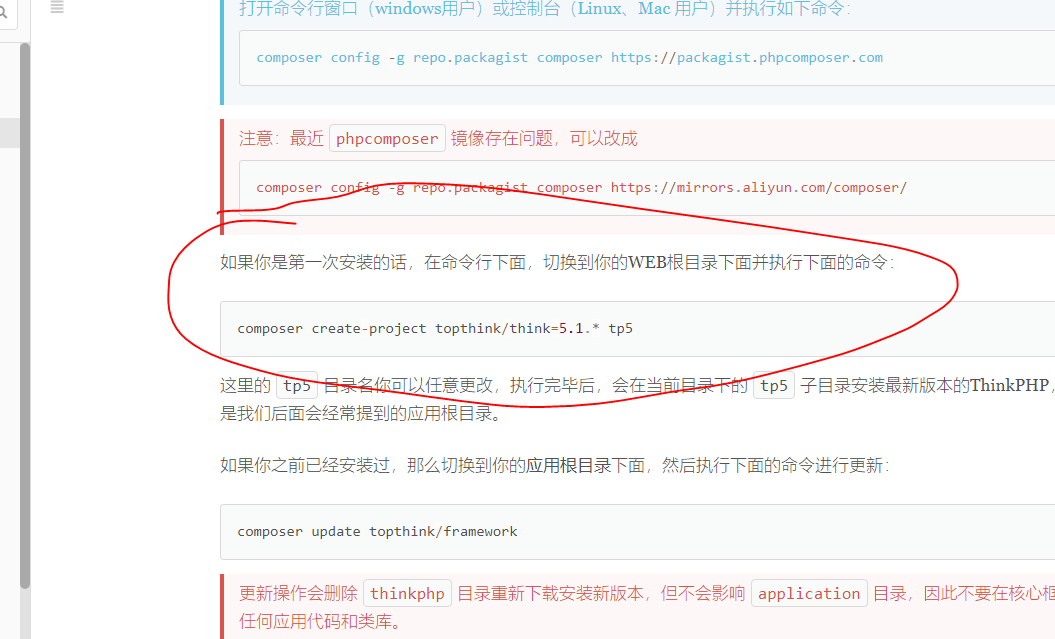 打开命令行窗口（windows用户）或控制台（Linux、Mac 用户）并执行如下命令：
composer config -g repo.packagist composer https://packagist.phpcomposer.com
注意：最近 phpcomposer 镜像存在问题，可以改成
composer config -g repo.packagist composer https://mirrors.aliyun.com/composer/
如果你是第一次安装的话，在命令行下面，切换到你的WEB根目录下面并执行下面的命令：
composer create-project topthink/think=5.1.* tp5
这里的 tp5 目录名你可以任意更改，执行完毕后，会在当前目录下的 tp5 子目录安装最新版本的ThinkPHP，
是我们后面会经常提到的应用根目录。
如果你之前已经安装过，那么切换到你的应用根目录下面，然后执行下面的命令进行更新：
composer update topthink/framework
更新操作会删除 thinkphp 目录重新下载安装新版本，但不会影响 application 目录，因此不要在核心框
任何应用代码和类库。